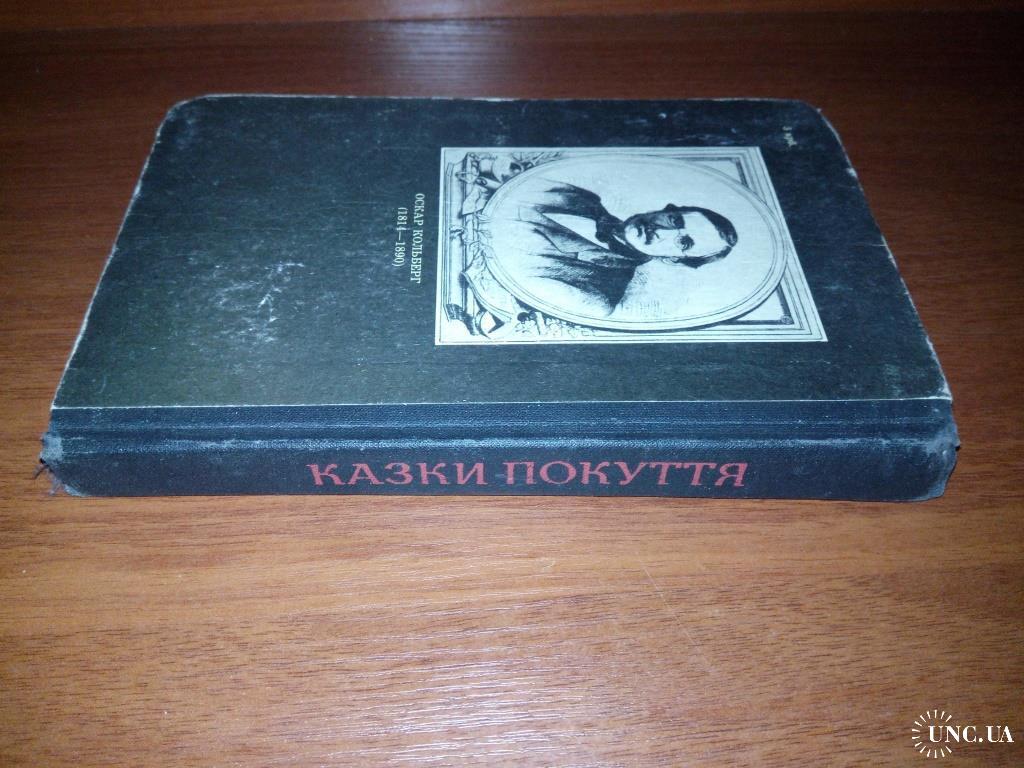 ОСКАР КОЛЬБЕРГ
(1814—1890)
КАЗКИ ПОКУТТЯ
UNC.UA